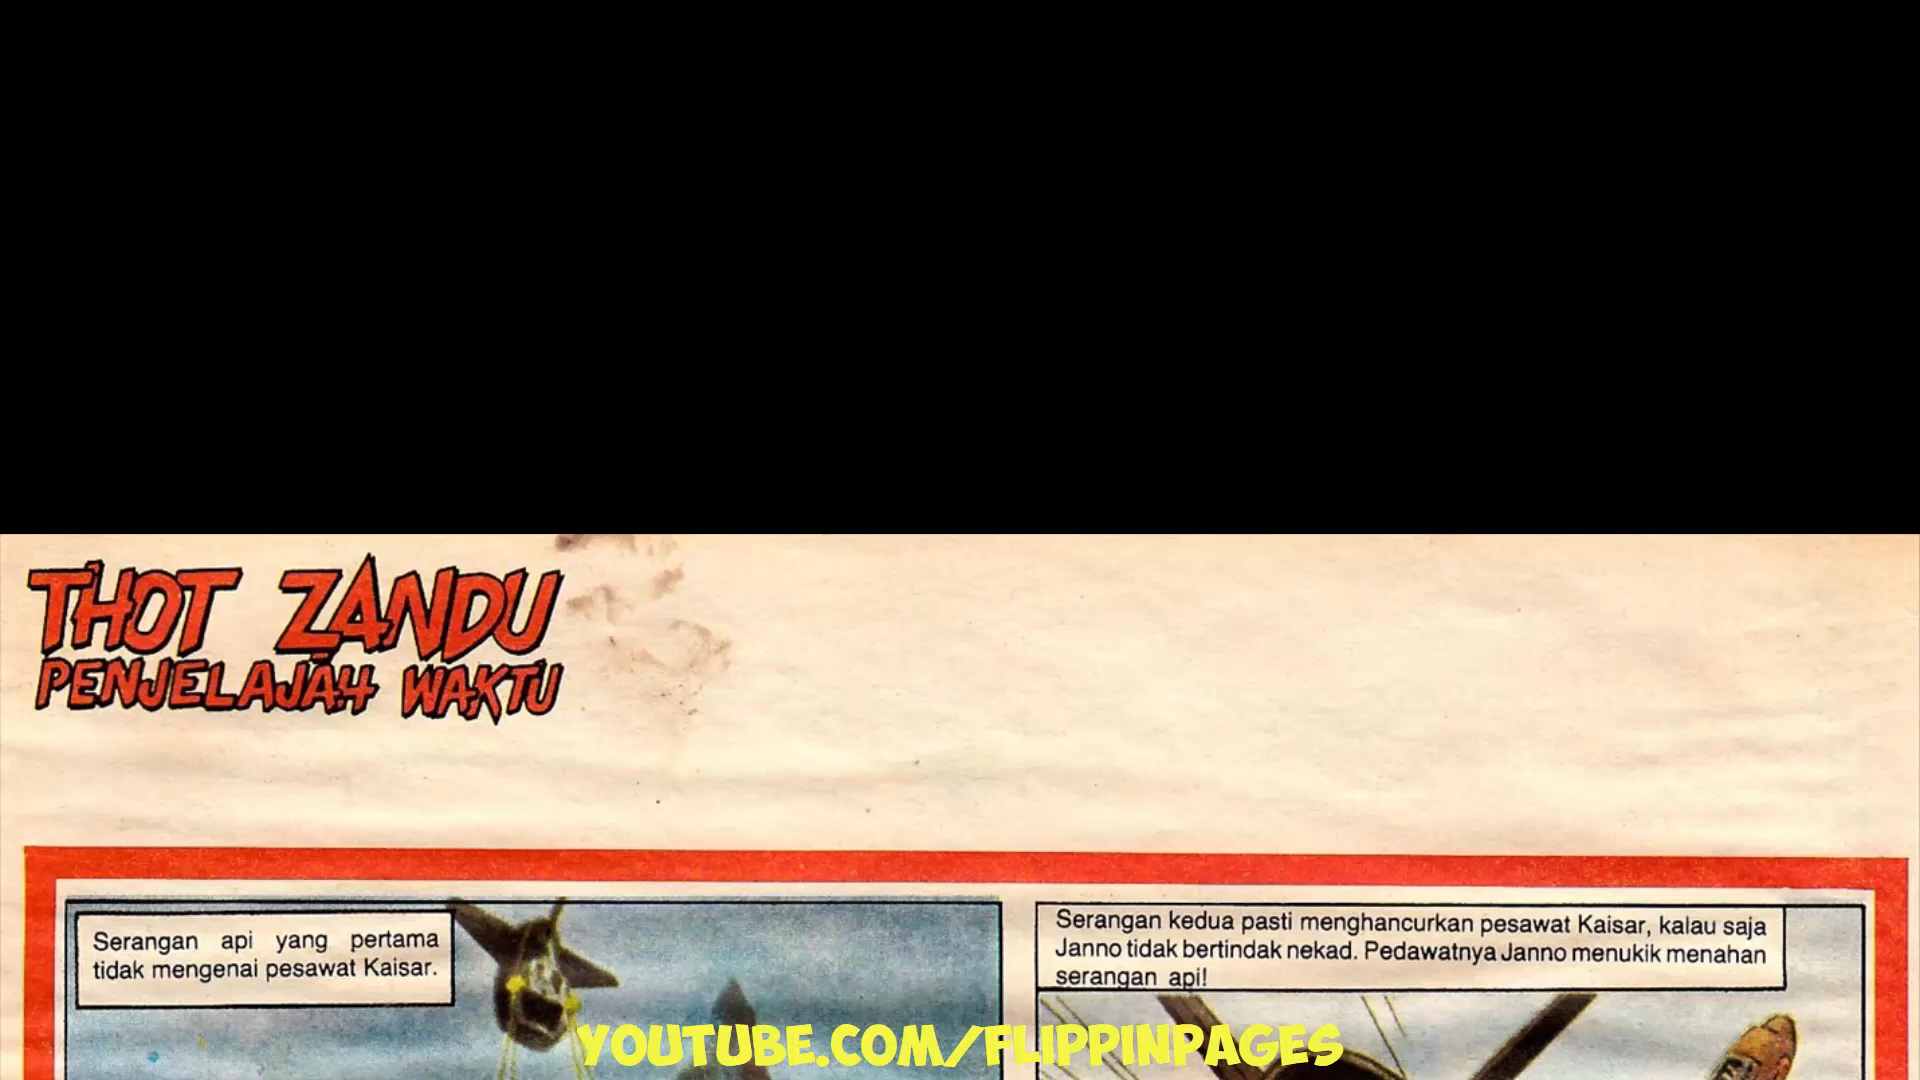 THOT ZANDU
PENJELAJAH WAKTU
Serangan api yang pertama
tidak mengenai pesawat Kaisar.
Serangan kedua pasti menghancurkan pesawat Kaisar, kalau saja
Janno tidak bertindak nekad. Pedawatnya Janno menukik menahan
serangan api!
YOUTUBE.COM/FLIPPINPAGES